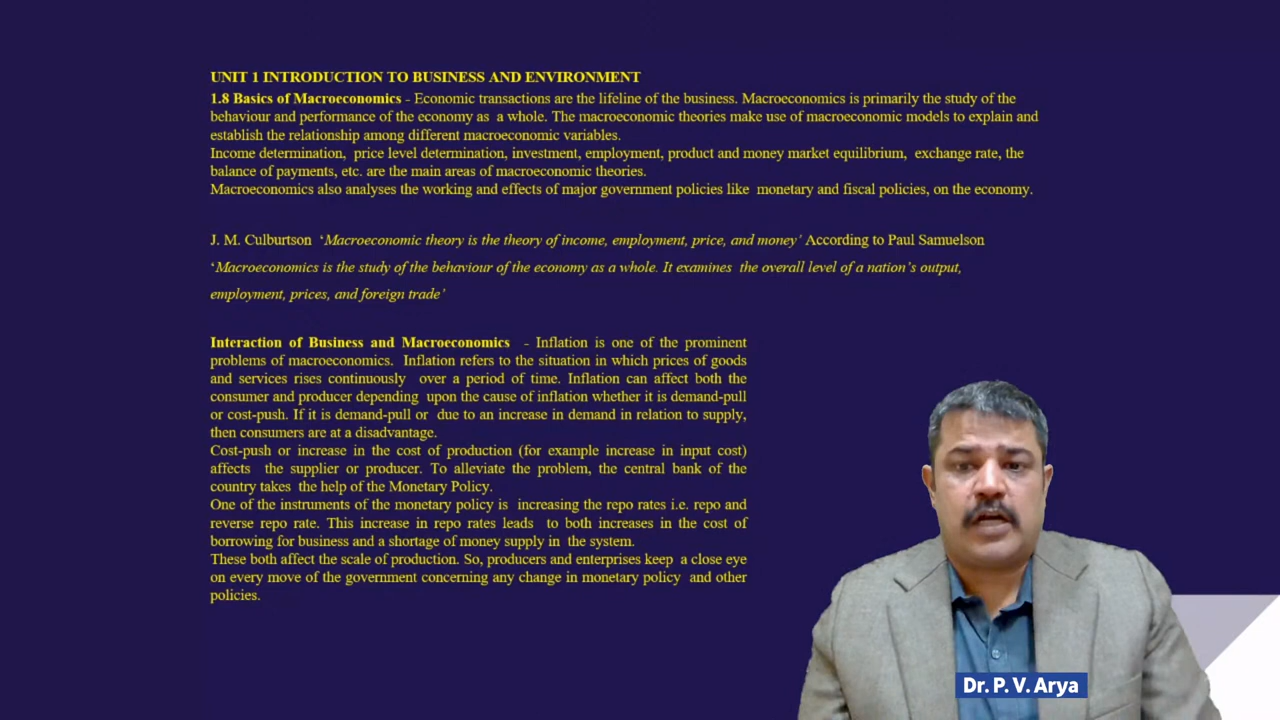 UNIT 1 INTRODUCTION TO BUSINESS AND ENVIRONMENT
1.8 Basics of Macroeconomics - Economic transactions are the lifeline of the business. Macroeconomics is primarily the study of the
behaviour and performance of the economy as a whole. The macroeconomic theories make use of macroeconomic models to explain and
establish the relationship among different macroeconomic variables.
Income determination, price level determination, investment, employment, product and money market equilibrium, exchange rate, the
balance of payments, etc. are the main areas of macroeconomic theories.
Macroeconomics also analyses the working and effects of major government policies like monetary and fiscal policies, on the economy.
J. M. Culburtson ‘Macroeconomic theory is the theory of income, employment, price, and money’ According to Paul Samuelson
‘Macroeconomics is the study of the behaviour of the economy as a whole. It examines the overall level of a nation’s output,
employment, prices, and foreign trade’
Interaction of Business and Macroeconomics - Inflation is one of the prominent
problems of macroeconomics. Inflation refers to the situation in which prices of goods
and services rises continuously over a period of time. Inflation can affect both the
consumer and producer depending upon the cause of inflation whether it is demand-pull
or cost-push. If it is demand-pull or due to an increase in demand in relation to supply,
then consumers are at a disadvantage.
Cost-push or increase in the cost of production (for example increase in input cost)
affects the supplier or producer. To alleviate the problem, the central bank of the
country takes the help of the Monetary Policy.
One of the instruments of the monetary policy is increasing the repo rates i.e. repo and
reverse repo rate. This increase in repo rates leads to both increases in the cost of
borrowing for business and a shortage of money supply in the system.
These both affect the scale of production. So, producers and enterprises keep a close eye
on every move of the government concerning any change in monetary policy and other
policies.
Dr. P. V. Arya